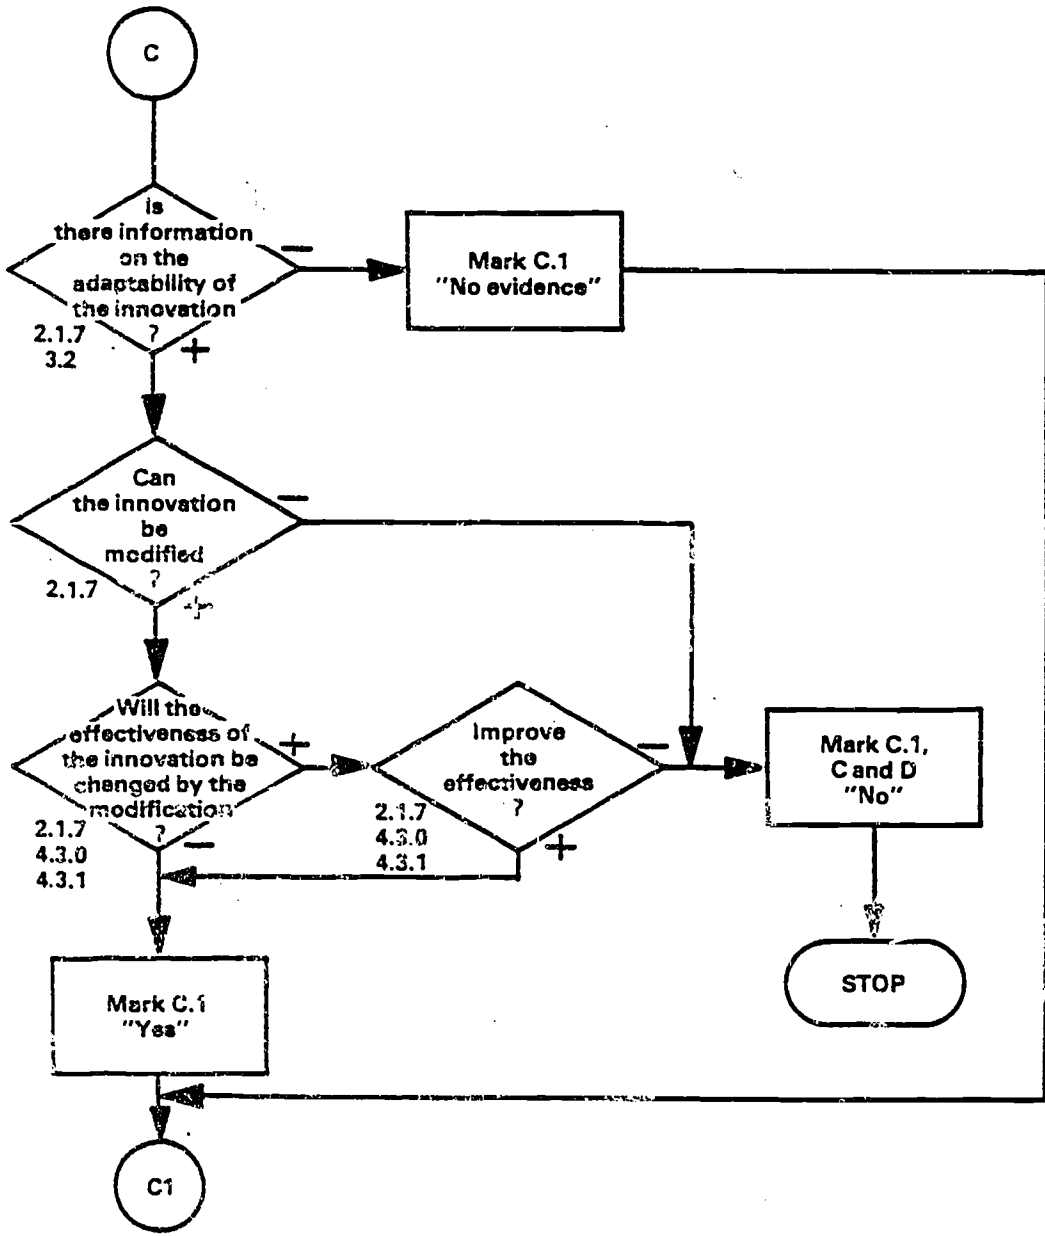 C
Is
there information
on the
adaptability of
the innovation
?
2.1.7
3.2
−
+
Mark C.1
"No evidence"
Can
the innovation
be
modified
?
2.1.7
−
+
Will the
effectiveness of
the innovation be
changed by the
modification
?
2.1.7
4.3.0
4.3.1
+
−
Improve
the
effectiveness
?
2.1.7
4.3.0
4.3.1
−
+
Mark C.1,
C and D
"No"
STOP
Mark C.1
"Yes"
C1